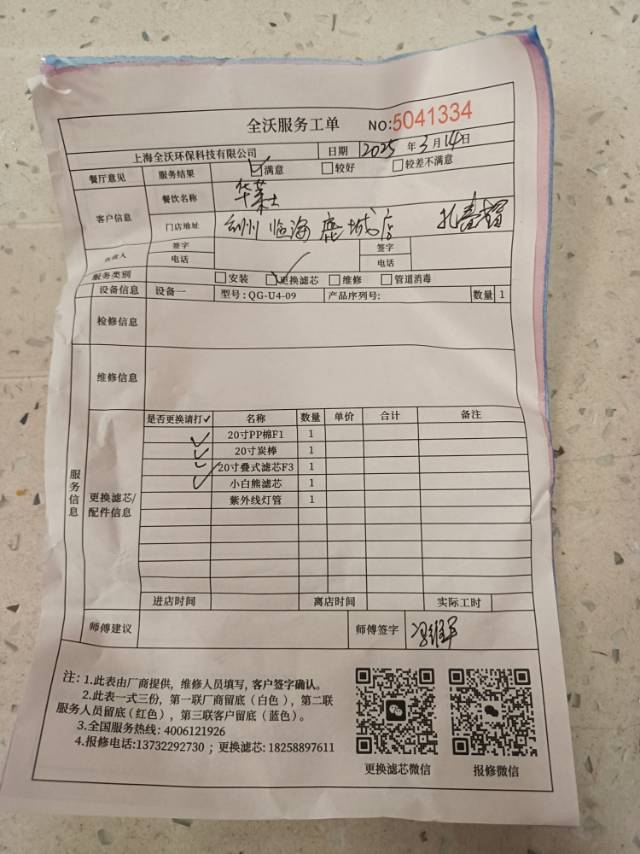 全沃服务工单 NO:5041334
上海全沃环保科技有限公司 日期 2025年3月14日
餐厅意见 服务结果 ☑满意 □较好 □较差不满意
客户信息 餐饮名称 华莱士
门店地址 台州临海鹿城店
签字 签字
电话 电话
服务类别 □安装 ☑更换滤芯 □维修 □管道消毒
设备信息 设备一 型号:QG-U4-09 产品序列号: 数量 1
检修信息
维修信息
服务信息
更换滤芯/配件信息
是否更换请打✓ 名称 数量 单价 合计 备注
✓ 20寸PP棉F1 1
✓ 20寸炭棒 1
✓ 20寸叠式滤芯F3 1
✓ 小白熊滤芯 1
紫外线灯管 1
进店时间 离店时间 实际工时
师傅建议 师傅签字
注: 1.此表由厂商提供, 维修人员填写, 客户签字确认。
2.此表一式三份, 第一联厂商留底(白色), 第二联
服务人员留底(红色), 第三联客户留底(蓝色)。
3.全国服务热线: 4006121926
4.报修电话:13732292730 ; 更换滤芯: 18258897611
更换滤芯微信 报修微信